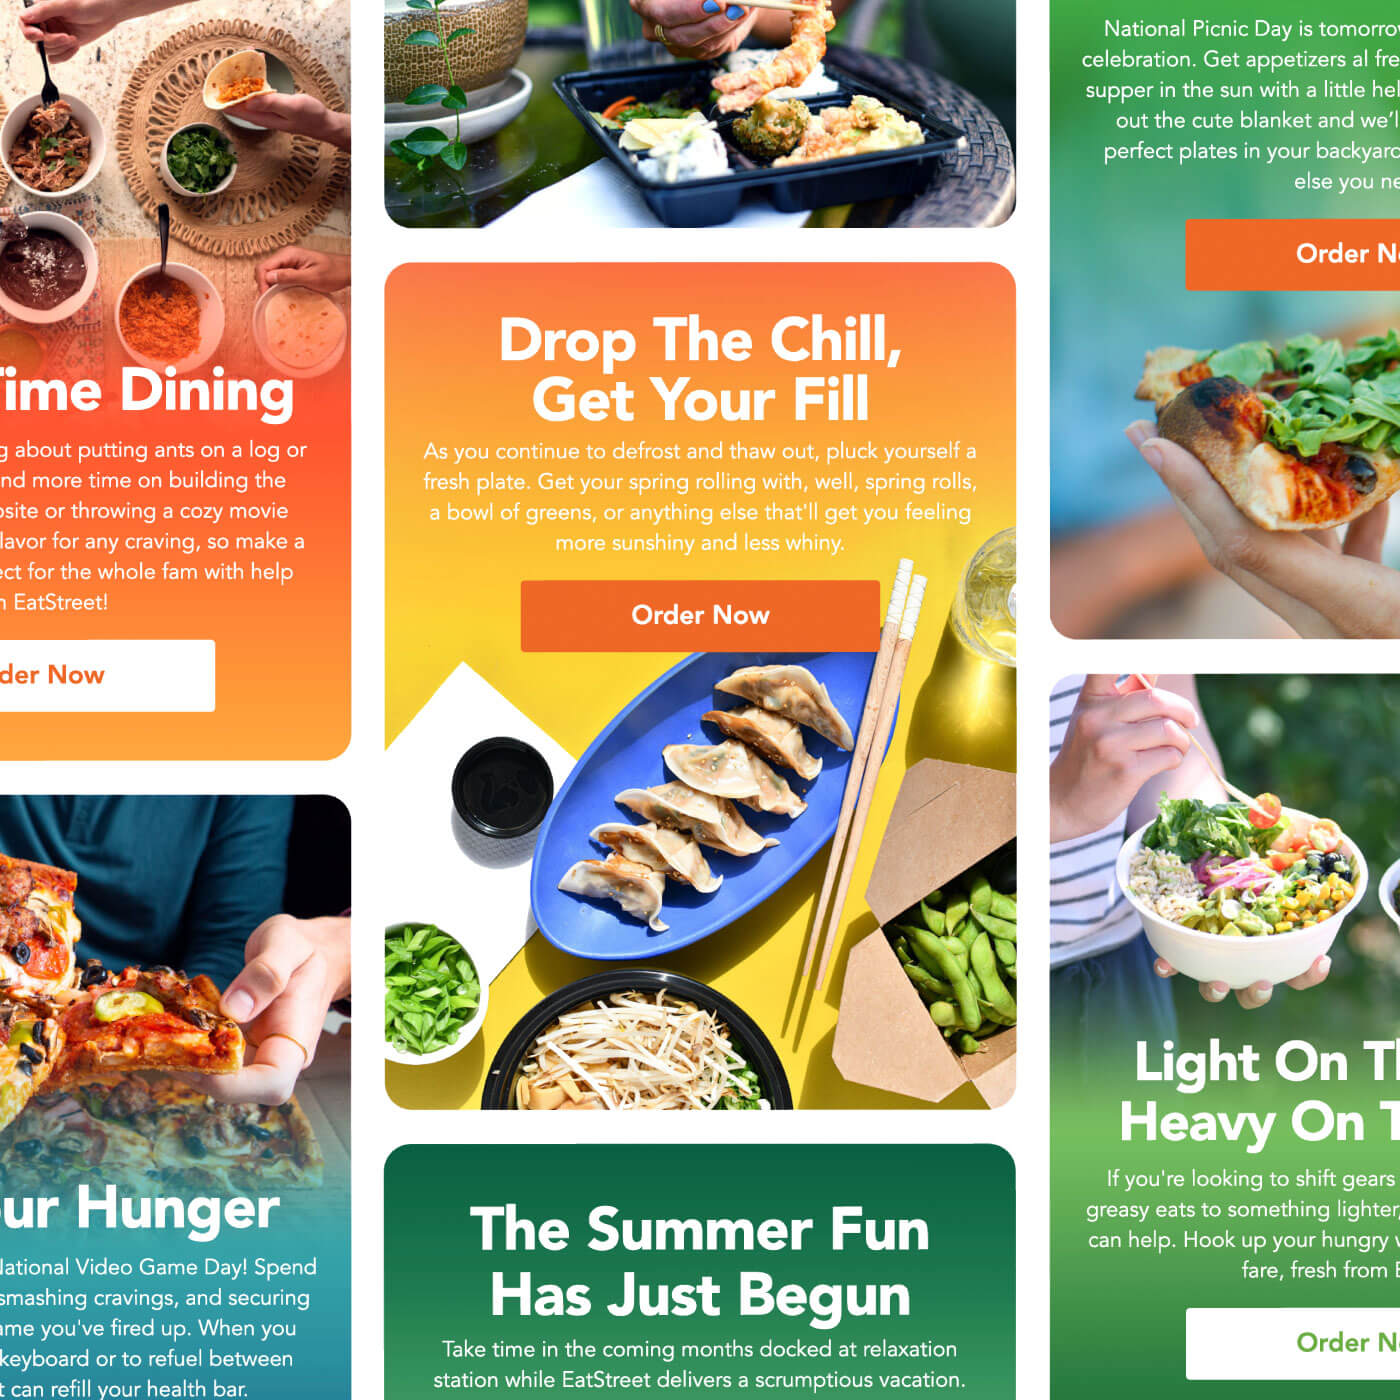 ime Dining
about putting ants on a log or
nd more time on building the
or throwing a cozy movie
flavor for any craving, so make a
for the whole fam with help
EatStreet!
Order Now
ur Hunger
National Video Game Day! Spend
smashing cravings, and securing
you've fired up. When you
keyboard or to refuel between
can refill your health bar.
Drop The Chill,
Get Your Fill
As you continue to defrost and thaw out, pluck yourself a
fresh plate. Get your spring rolling with, well, spring rolls,
a bowl of greens, or anything else that'll get you feeling
more sunshiny and less whiny.
Order Now
The Summer Fun
Has Just Begun
Take time in the coming months docked at relaxation
station while EatStreet delivers a scrumptious vacation.
National Picnic Day is tomorrow
celebration. Get appetizers al fre
supper in the sun with a little hel
out the cute blanket and we'l
perfect plates in your backyard
else you ne
Order N
Light On Th
Heavy On T
If you're looking to shift gears
greasy eats to something lighter,
can help. Hook up your hungry
fare, fresh from
Order N